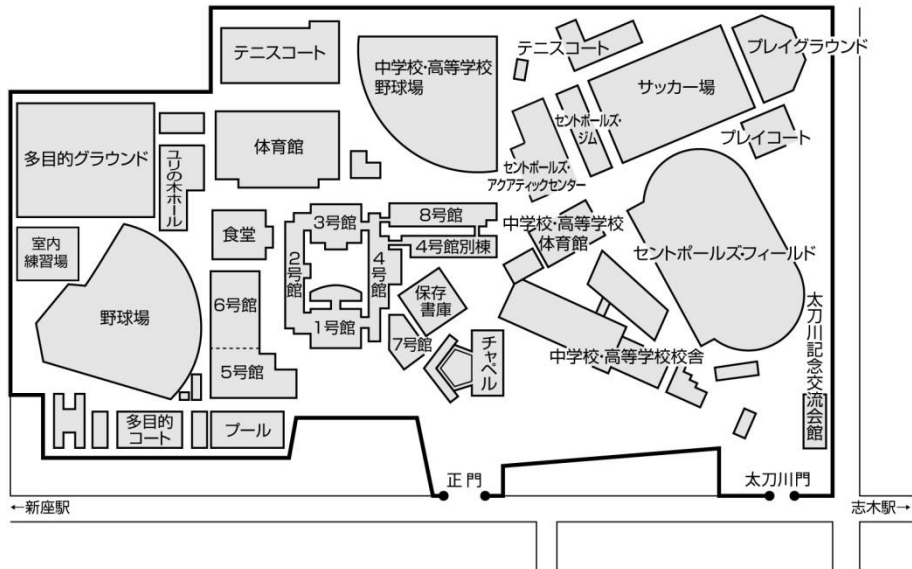 テニスコート
中学校・高等学校
野球場
テニスコート
プレイグラウンド
サッカー場
プレイコート
セントポールズ・
ジム
セントポールズ・
アクアティックセンター
多目的グラウンド
ユリの木ホール
体育館
室内
練習場
食堂
3号館
8号館
4号館別棟
中学校・高等学校
体育館
セントポールズ・フィールド
2号館
4号館
野球場
6号館
5号館
1号館
保存
書庫
7号館
チャペル
中学校・高等学校校舎
太刀川記念交流会館
多目的
コート
プール
正門
太刀川門
←新座駅
志木駅→